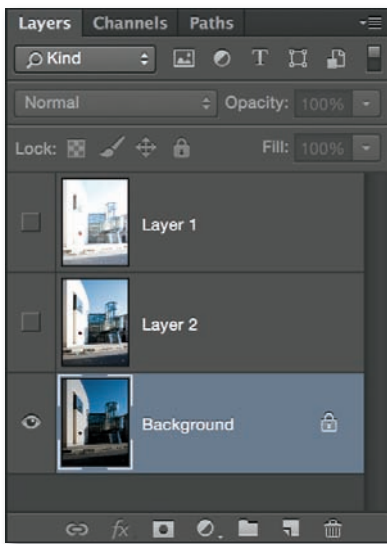 Layers Channels Paths
Kind T
Normal Opacity: 100%
Lock: Fill: 100%
Layer 1
Layer 2
Background
fx